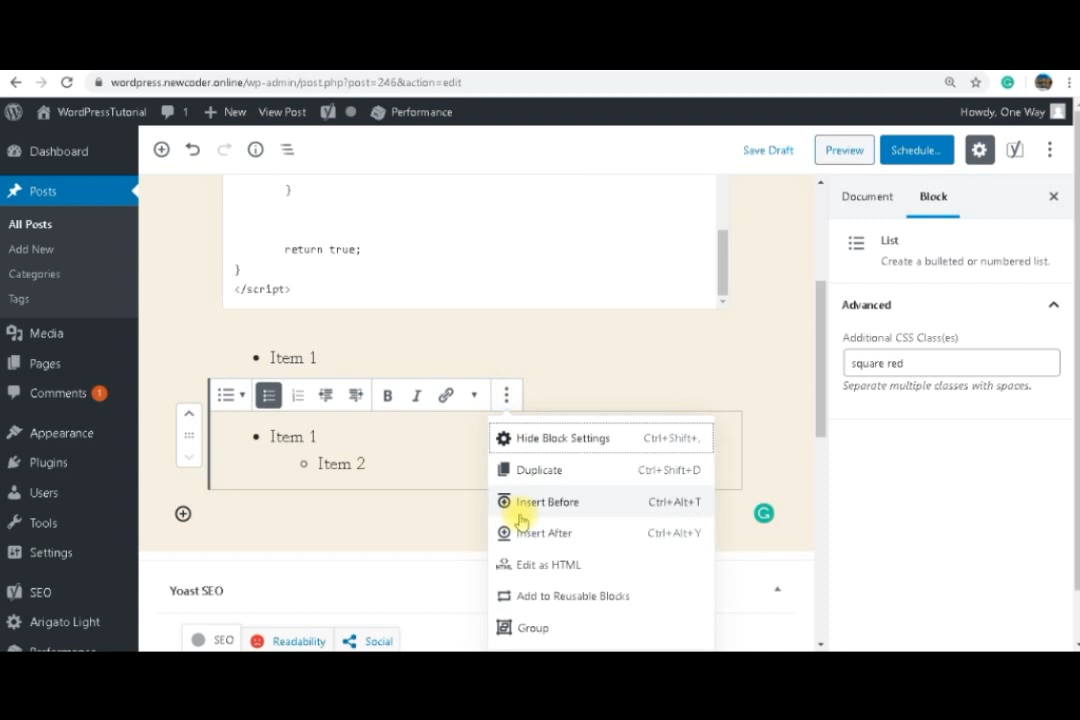 wordpress.newcoder.online/wp-admin/post.php?post=246&action=edit
WordPressTutorial 1 New View Post Performance Howdy, One Way
Dashboard
Save Draft Preview Schedule...
Posts
Document Block
All Posts
Add New
Categories
Tags
Media
Pages
Comments 1
Appearance
Plugins
Users
Tools
Settings
SEO
Arigato Light
Performance
}
return true;
}
</script>
Item 1
B I
Item 1
Item 2
Hide Block Settings Ctrl+Shift+,
Duplicate Ctrl+Shift+D
Insert Before Ctrl+Alt+T
Insert After Ctrl+Alt+Y
Edit as HTML
Add to Reusable Blocks
Group
Yoast SEO
SEO Readability Social
List
Create a bulleted or numbered list.
Advanced
Additional CSS Class(es)
square red
Separate multiple classes with spaces.